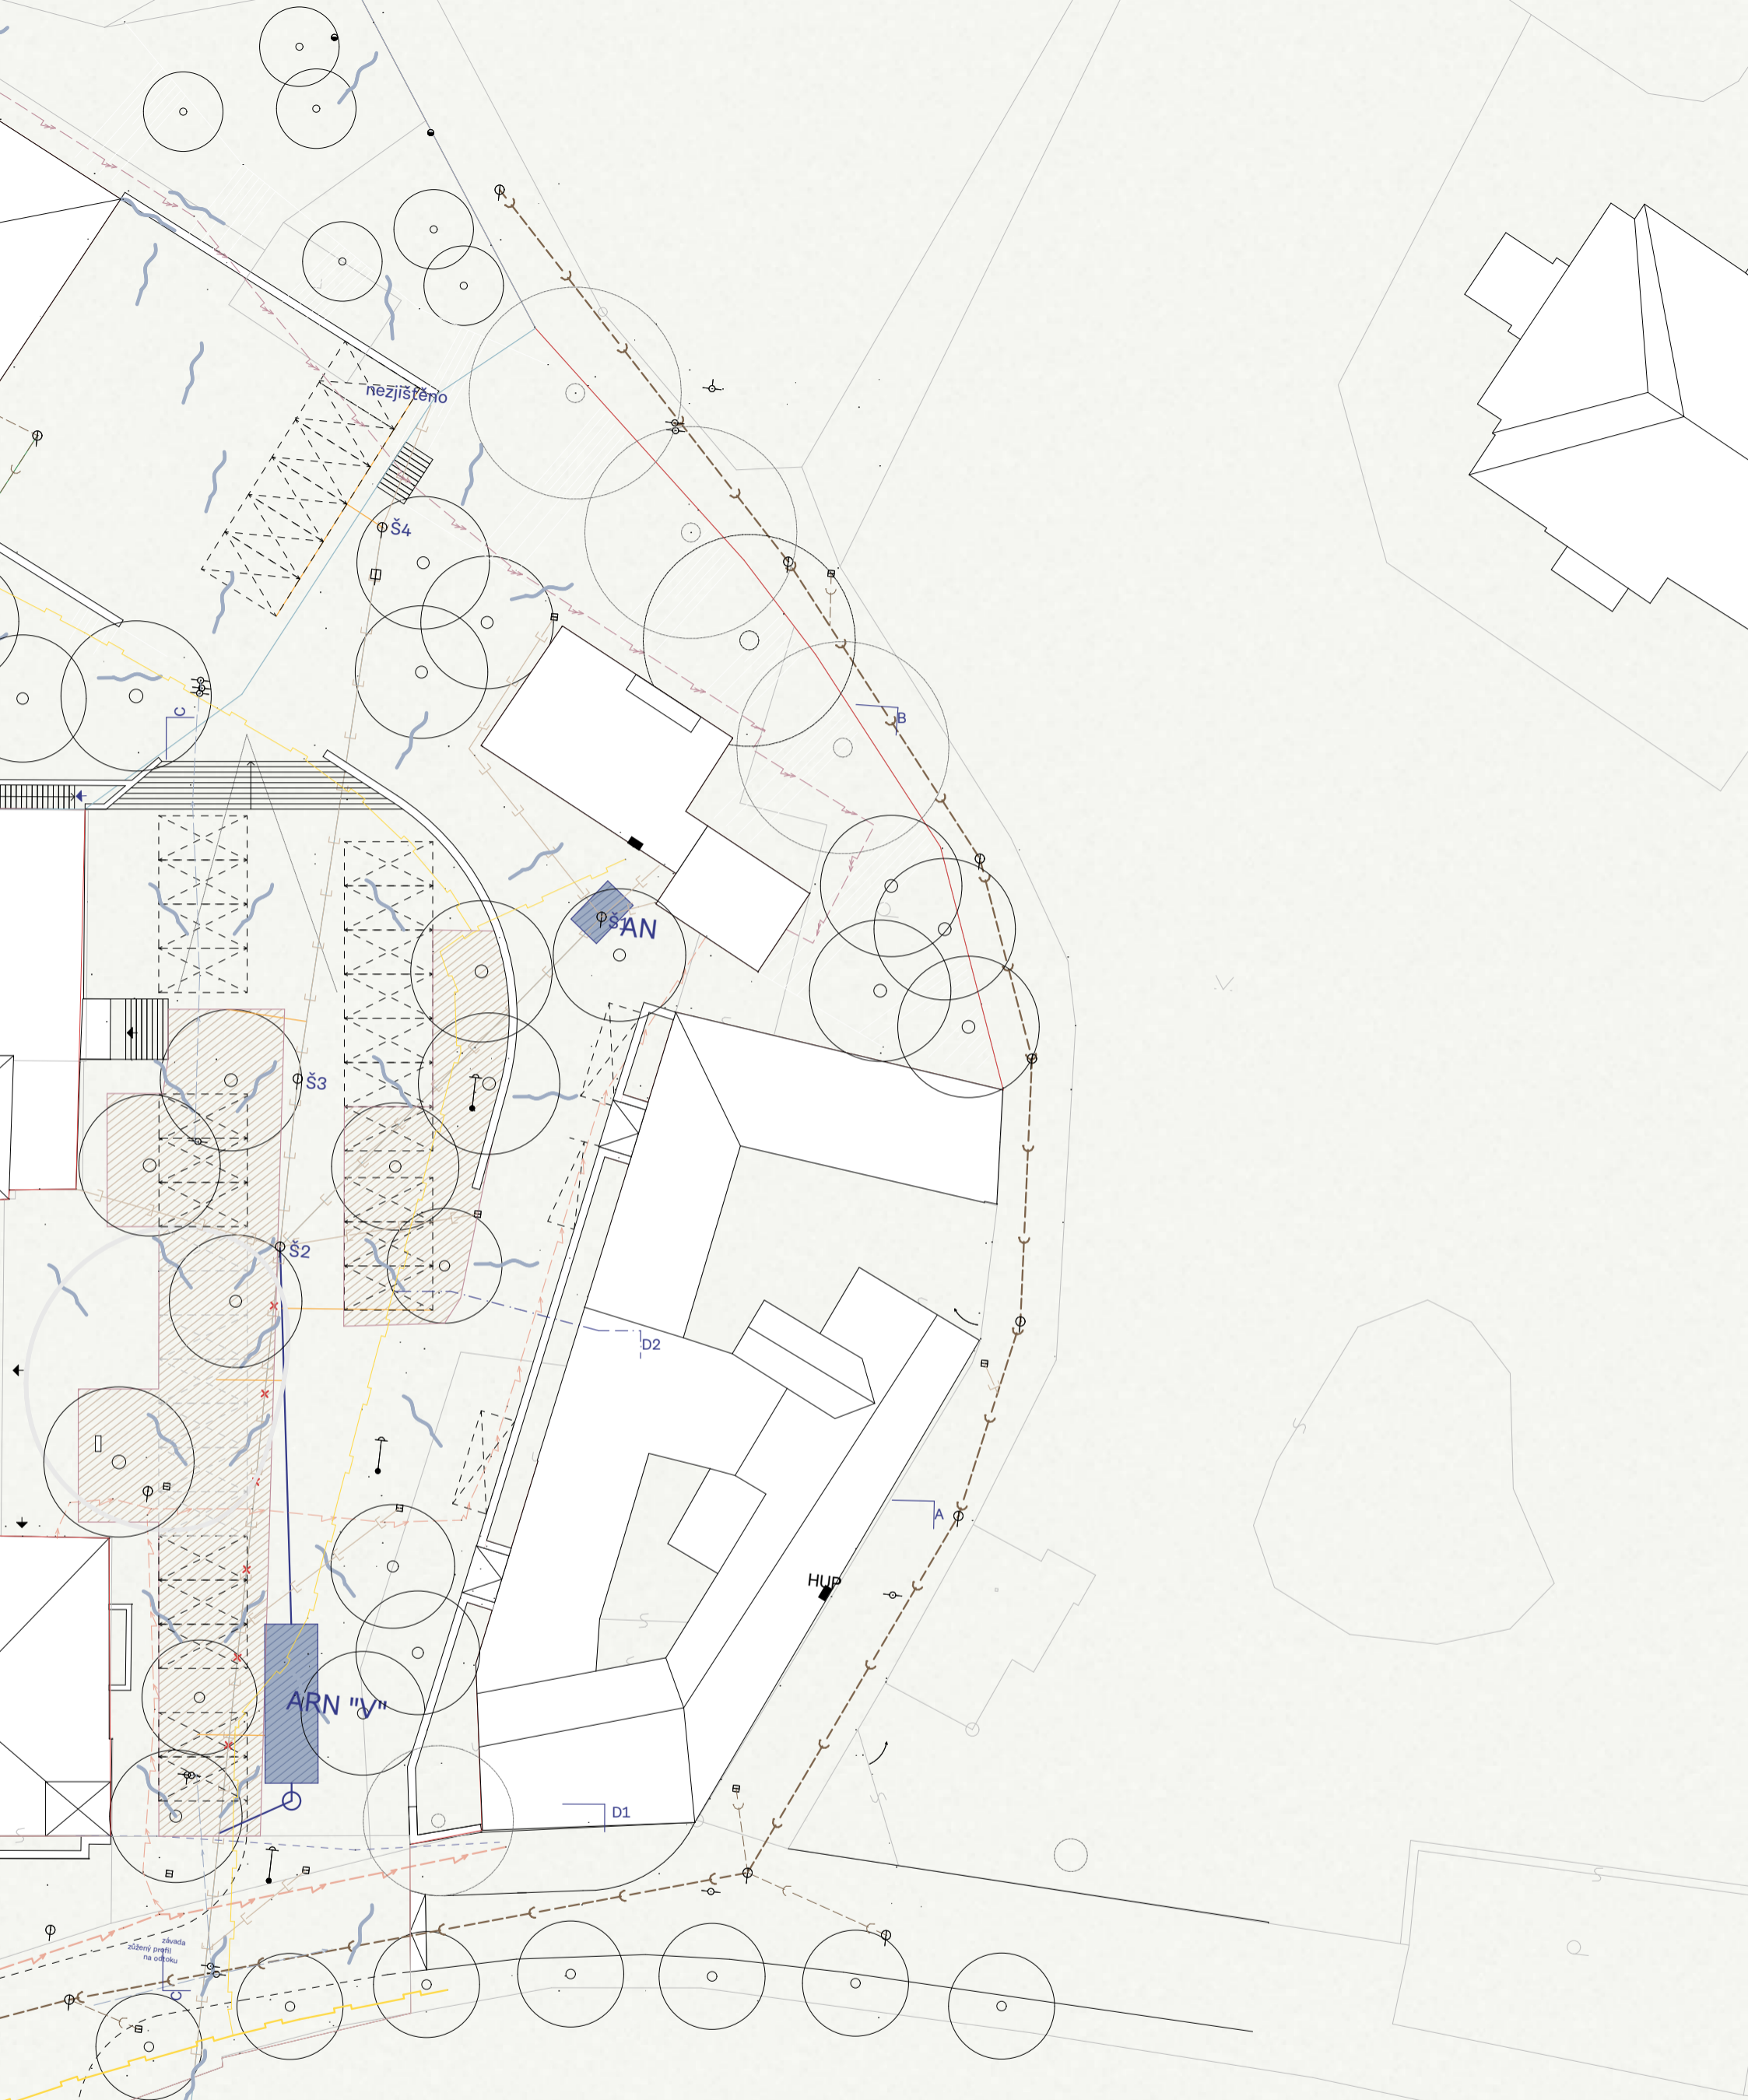 nezjištěno
Š4
C
B
Š1
AN
Š3
Š2
D2
A
HUP
ARN "V"
D1
závada
zúžený profil
na odtoku
C